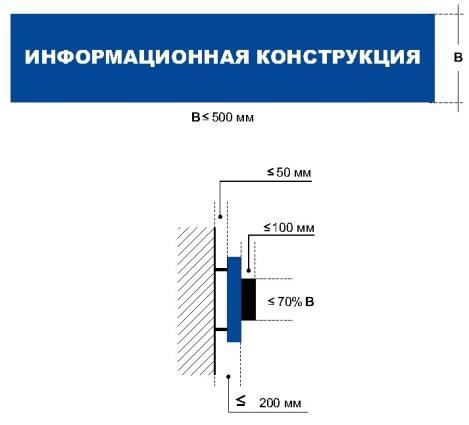 ИНФОРМАЦИОННАЯ КОНСТРУКЦИЯ
В
В≤ 500 мм
≤ 50 мм
≤100 мм
≤ 70% В
≤ 200 мм